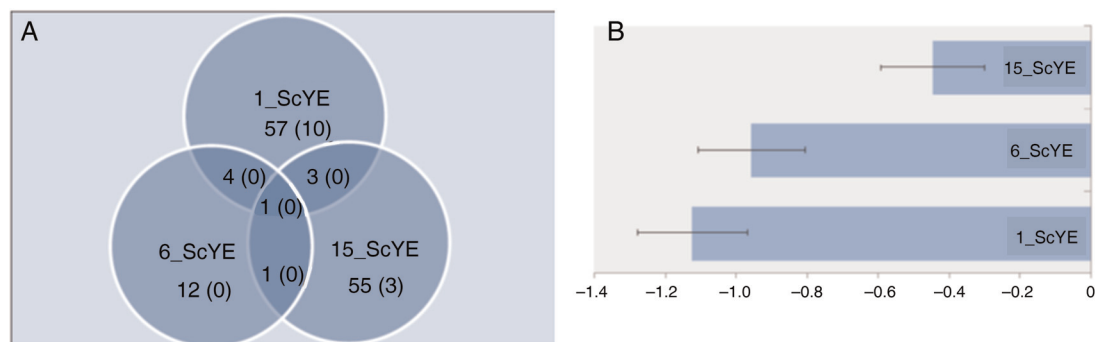 A
1_ScYE
57 (10)
4 (0)
3 (0)
1 (0)
6_ScYE
12 (0)
15_ScYE
55 (3)
1 (0)
B
15_ScYE
6_ScYE
1_ScYE
–1.4 –1.2 –1.0 –0.8 –0.6 –0.4 –0.2 0